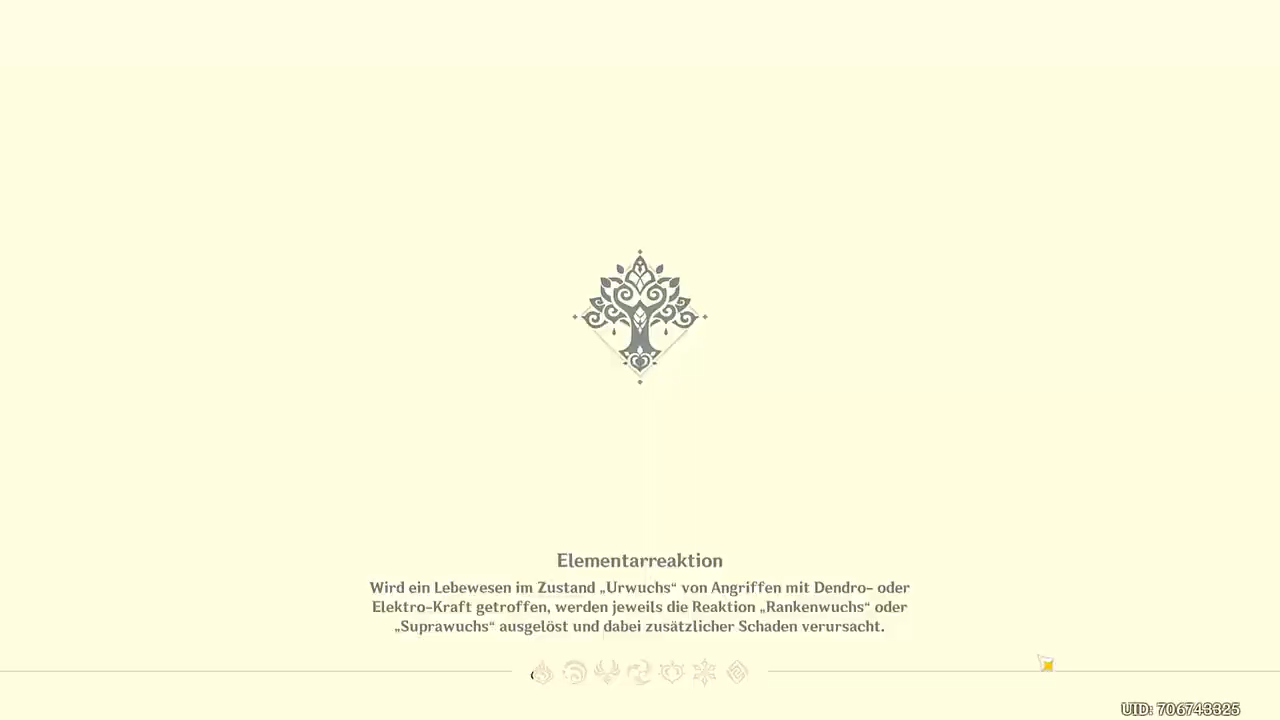 Elementarreaktion
Wird ein Lebewesen im Zustand „Urwuchs“ von Angriffen mit Dendro- oder
Elektro-Kraft getroffen, werden jeweils die Reaktion „Rankenwuchs“ oder
„Suprawuchs“ ausgelöst und dabei zusätzlicher Schaden verursacht.
UID: 706743325